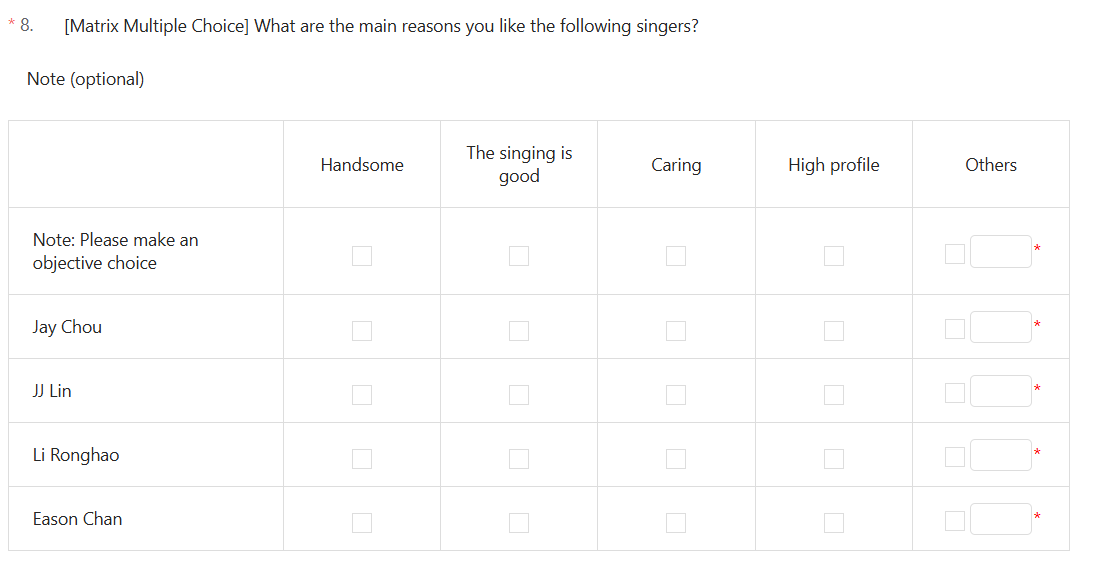 * 8. [Matrix Multiple Choice] What are the main reasons you like the following singers?
Note (optional)
Handsome
The singing is
good
Caring
High profile
Others
Note: Please make an
objective choice
*
Jay Chou
*
JJ Lin
*
Li Ronghao
*
Eason Chan
*